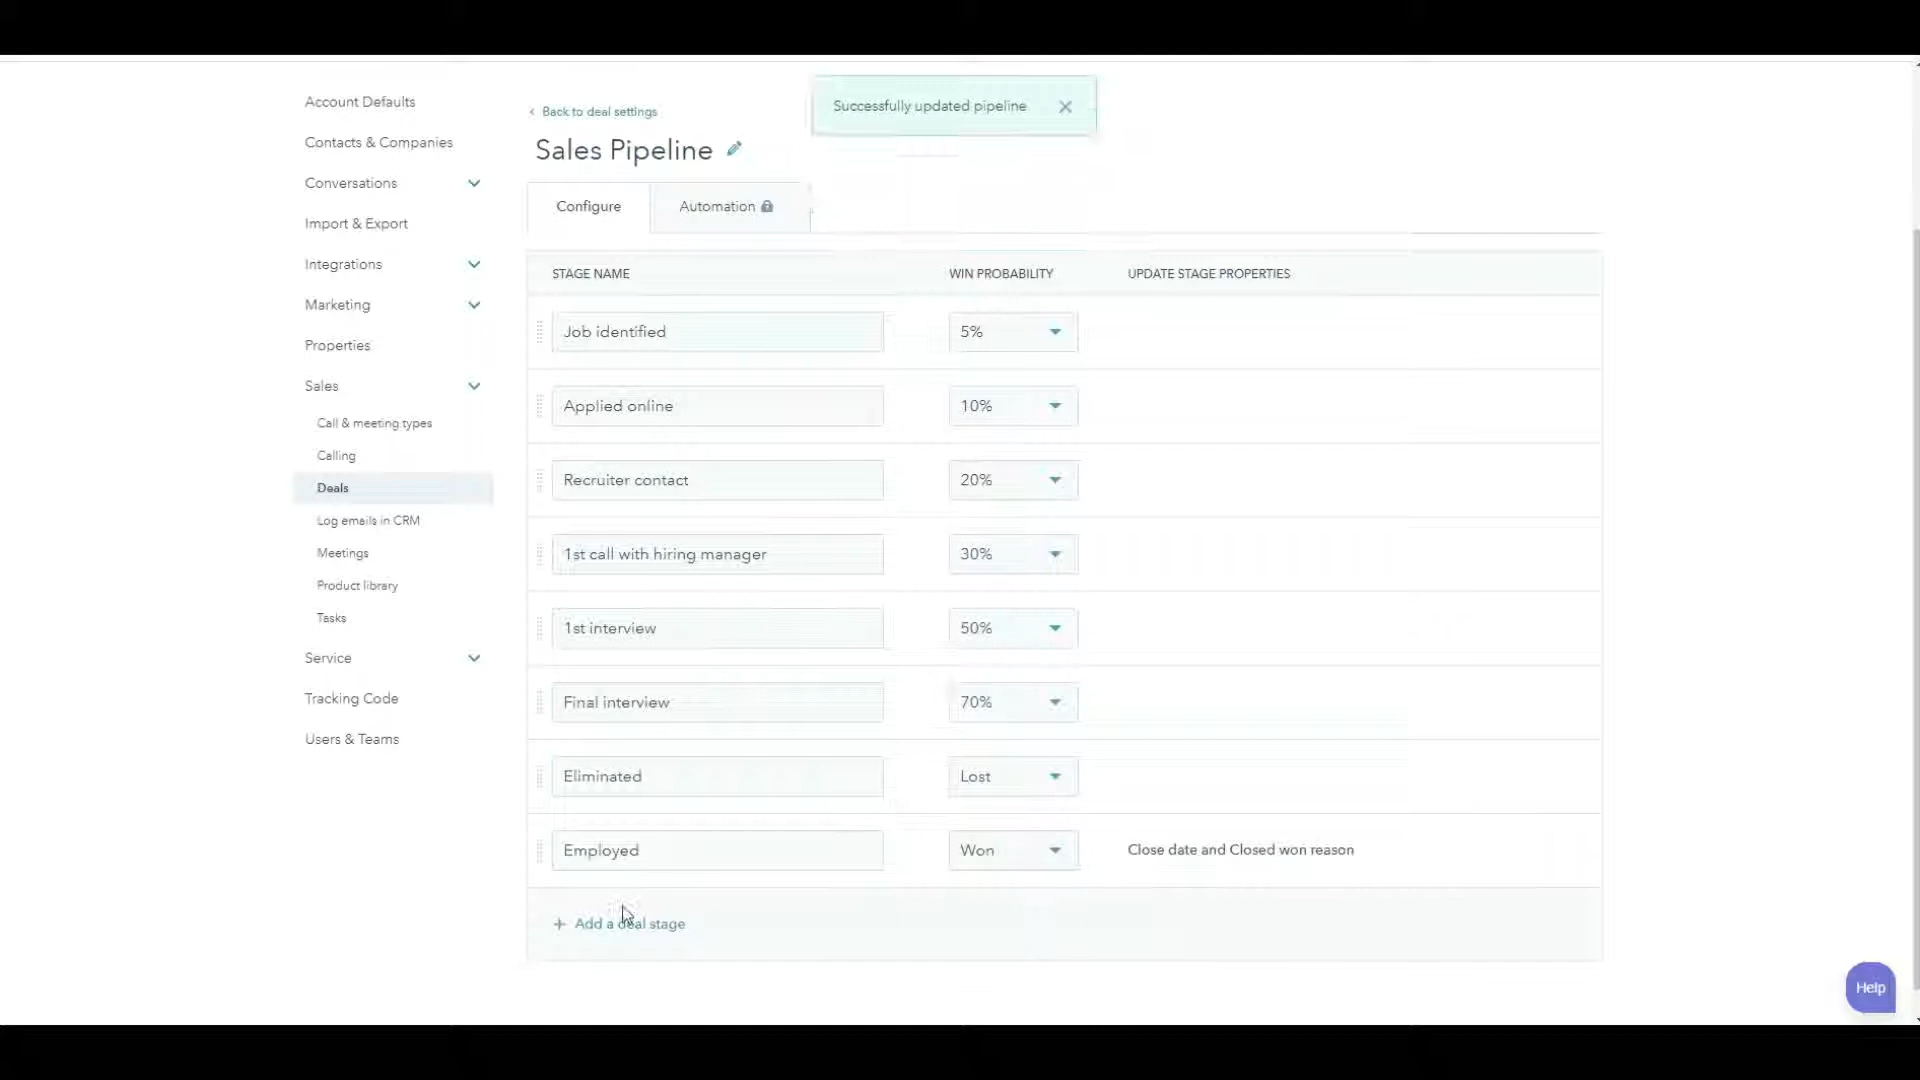 Account Defaults
Contacts & Companies
Conversations
Import & Export
Integrations
Marketing
Properties
Sales
Call & meeting types
Calling
Deals
Log emails in CRM
Meetings
Product library
Tasks
Service
Tracking Code
Users & Teams
Back to deal settings
Successfully updated pipeline
Sales Pipeline
Configure Automation
STAGE NAME WIN PROBABILITY UPDATE STAGE PROPERTIES
Job identified 5%
Applied online 10%
Recruiter contact 20%
1st call with hiring manager 30%
1st interview 50%
Final interview 70%
Eliminated Lost
Employed Won Close date and Closed won reason
+ Add a deal stage
Help